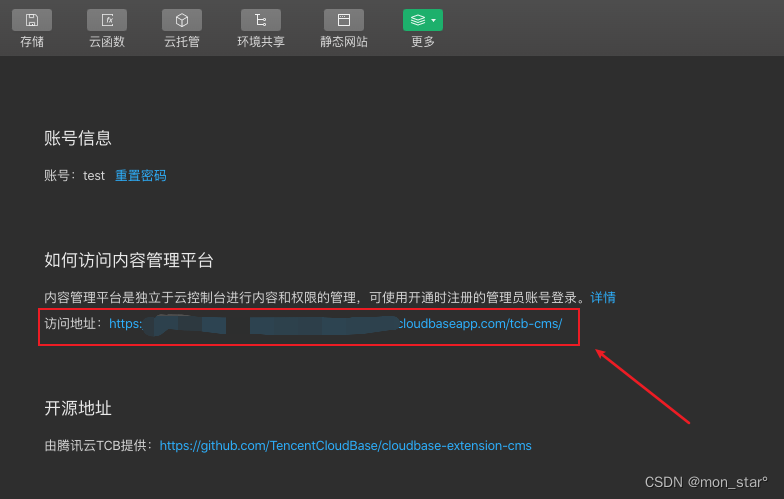 存储 云函数 云托管 环境共享 静态网站 更多
账号信息
账号：test 重置密码
如何访问内容管理平台
内容管理平台是独立于云控制台进行内容和权限的管理，可使用开通时注册的管理员账号登录。详情
访问地址：https: cloudbaseapp.com/tcb-cms/
开源地址
由腾讯云TCB提供：https://github.com/TencentCloudBase/cloudbase-extension-cms
CSDN @mon_star°